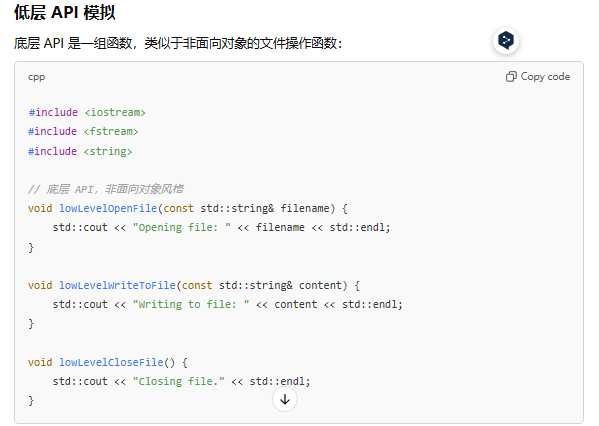 低层 API 模拟
底层 API 是一组函数，类似于非面向对象的文件操作函数：
cpp
Copy code
#include <iostream>
#include <fstream>
#include <string>
// 底层 API，非面向对象风格
void lowLevelOpenFile(const std::string& filename) {
    std::cout << "Opening file: " << filename << std::endl;
}
void lowLevelWriteToFile(const std::string& content) {
    std::cout << "Writing to file: " << content << std::endl;
}
void lowLevelCloseFile() {
    std::cout << "Closing file." << std::endl;
}